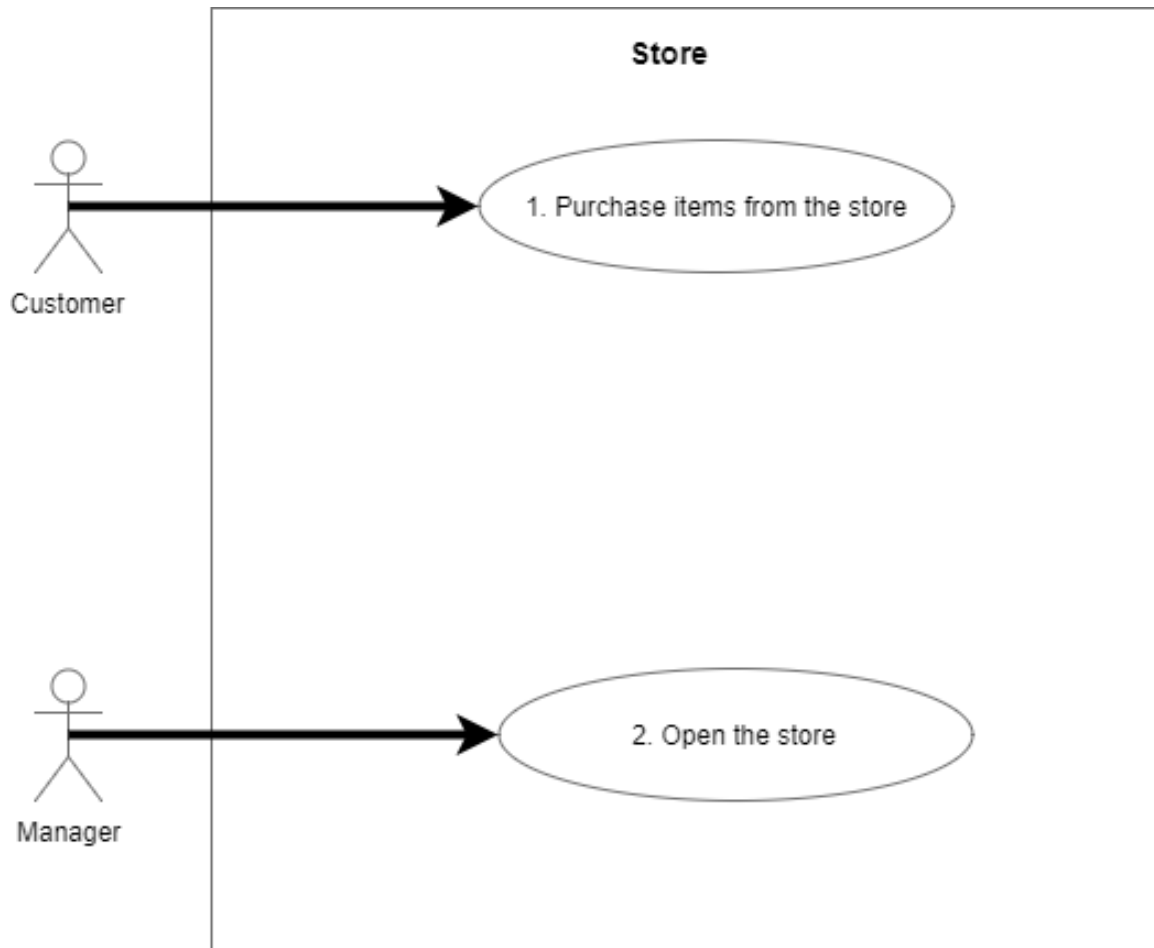 Store
1. Purchase items from the store
Customer
2. Open the store
Manager